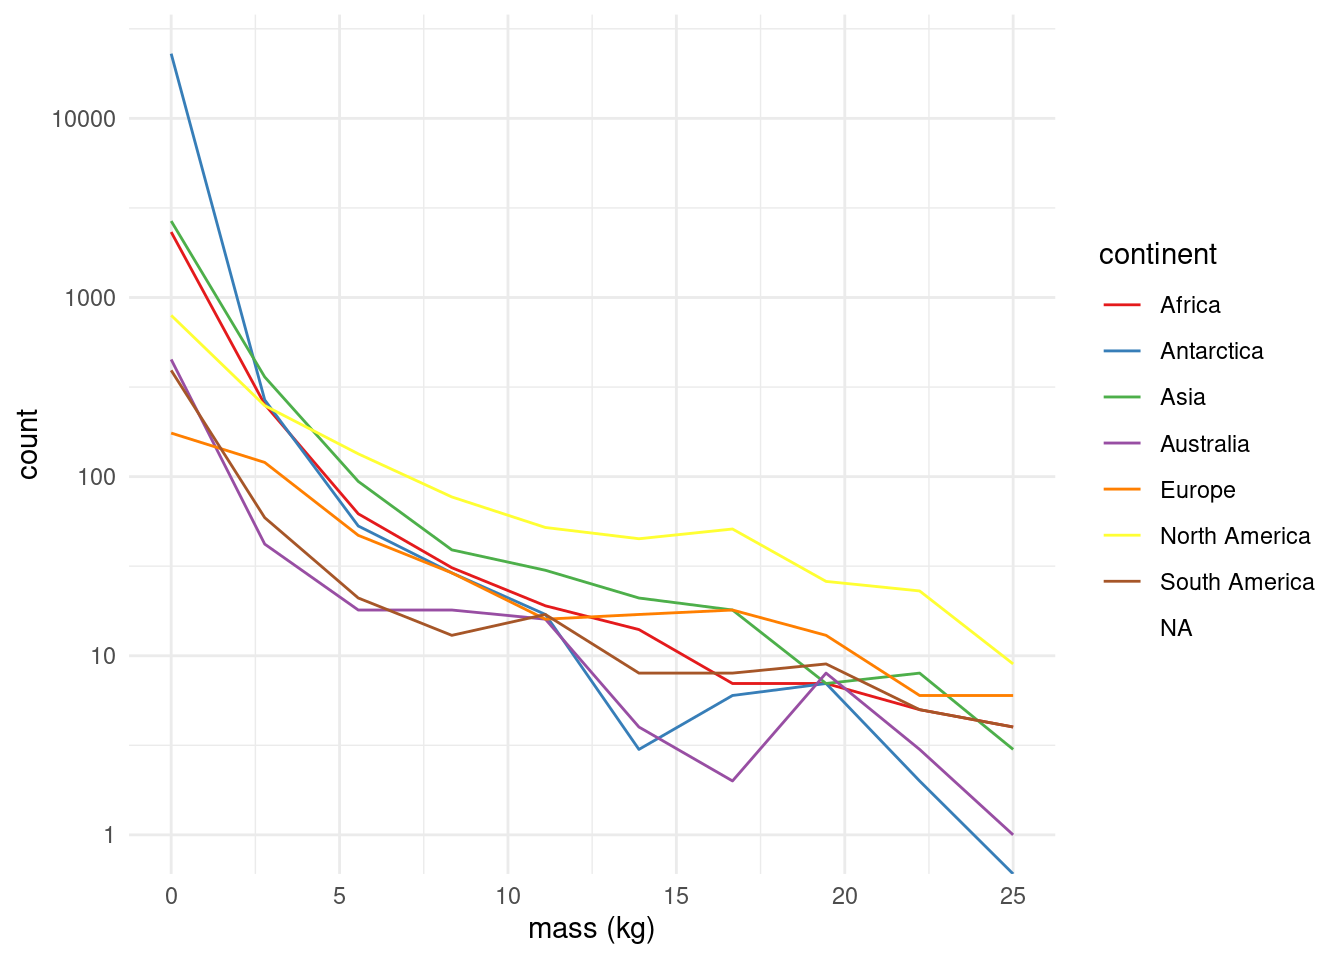 10000
1000
100
10
1
count
0 5 10 15 20 25
mass (kg)
continent
Africa
Antarctica
Asia
Australia
Europe
North America
South America
NA